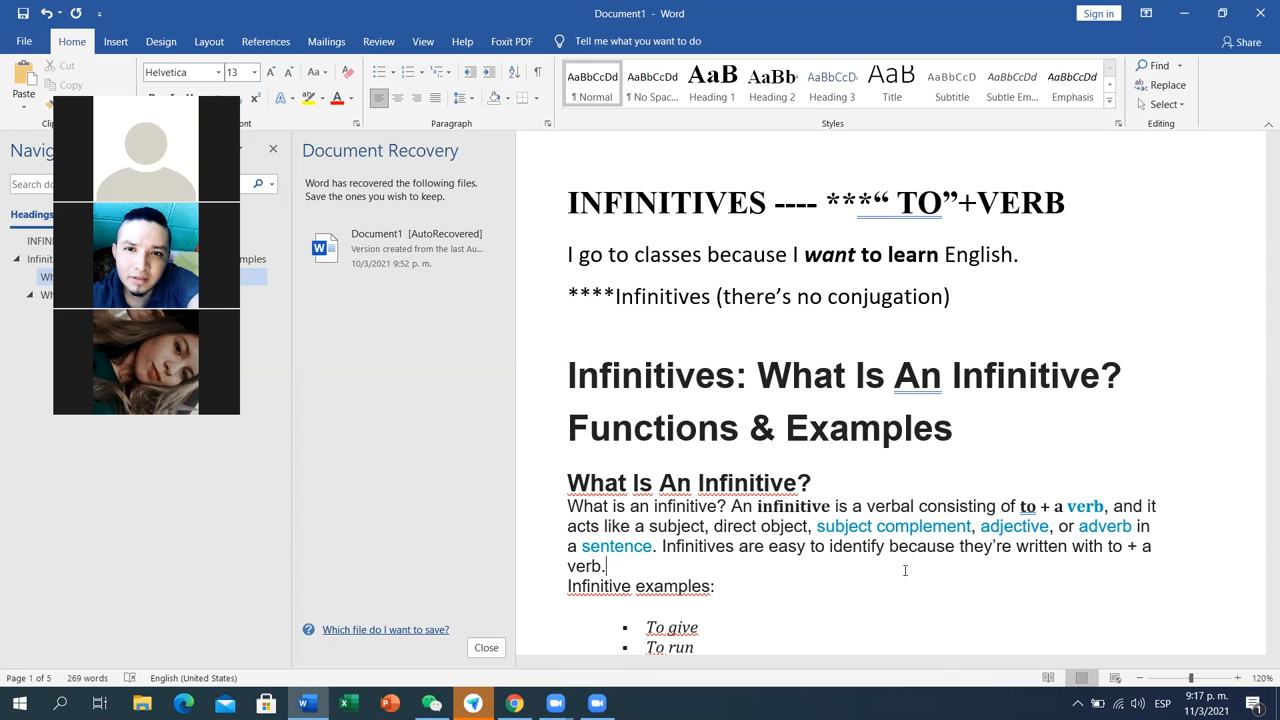 Document1 - Word
Sign in
File Home Insert Design Layout References Mailings Review View Help Foxit PDF Tell me what you want to do Share
Cut
Copy
Paste
Helvetica 13
AaBbCcDd AaBbCcDd AaB AaBb AaBbCcD AaB AaBbCcD AaBbCcDd AaBbCcDd
¶ Normal ¶ No Spac... Heading 1 Heading 2 Heading 3 Title Subtitle Subtle Em... Emphasis
Find
Replace
Select
Paragraph Styles Editing
Navig
Search do
Headings
INFINI
Infinit
Wh
Wh
amples
Document Recovery
Word has recovered the following files.
Save the ones you wish to keep.
Document1 [AutoRecovered]
Version created from the last Au...
10/3/2021 9:52 p. m.
Which file do I want to save?
Close
INFINITIVES ---- ***“ TO”+VERB
I go to classes because I want to learn English.
****Infinitives (there’s no conjugation)
Infinitives: What Is An Infinitive?
Functions & Examples
What Is An Infinitive?
What is an infinitive? An infinitive is a verbal consisting of to + a verb, and it
acts like a subject, direct object, subject complement, adjective, or adverb in
a sentence. Infinitives are easy to identify because they’re written with to + a
verb.
Infinitive examples:
▪ To give
▪ To run
Page 1 of 5 269 words English (United States) 120%
ESP
9:17 p. m.
11/3/2021